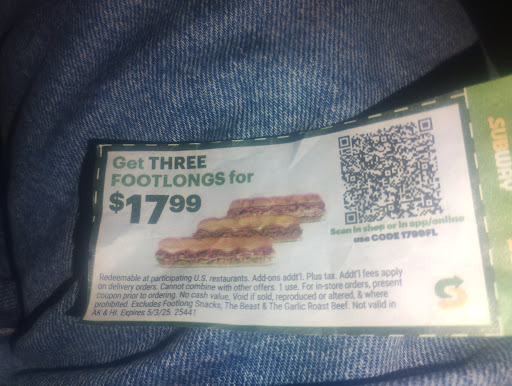 Get THREE
FOOTLONGS for
$17.99
Scan in shop or in app/online
use CODE 1799FL
Redeemable at participating U.S. restaurants. Add-ons addt'l. Plus tax. Addt'l fees apply
on delivery orders. Cannot combine with other offers. 1 use. For in-store orders, present
coupon prior to ordering. No cash value. Void if sold, reproduced or altered, & where
prohibited. Excludes Footlong Snacks, The Beast & The Garlic Roast Beef. Not valid in
AK & HI. Expires 5/3/25. 25441
SUBWAY